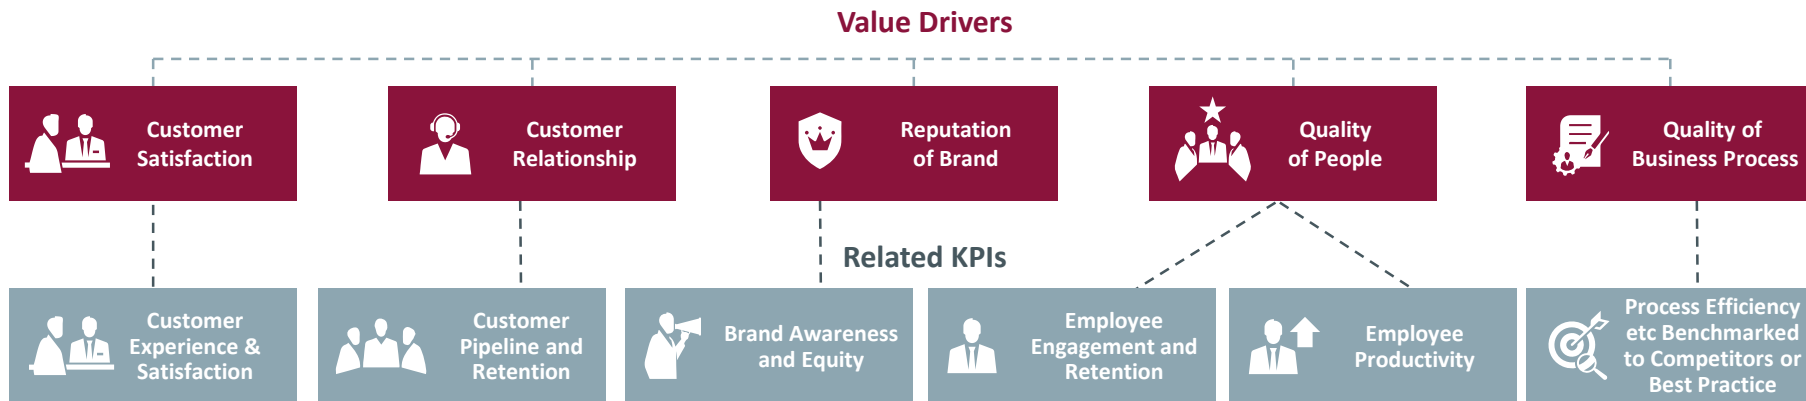 Value Drivers
Customer
Satisfaction
Customer
Relationship
Reputation
of Brand
Quality
of People
Quality of
Business Process
Related KPIs
Customer
Experience &
Satisfaction
Customer
Pipeline and
Retention
Brand Awareness
and Equity
Employee
Engagement and
Retention
Employee
Productivity
Process Efficiency
etc Benchmarked
to Competitors or
Best Practice